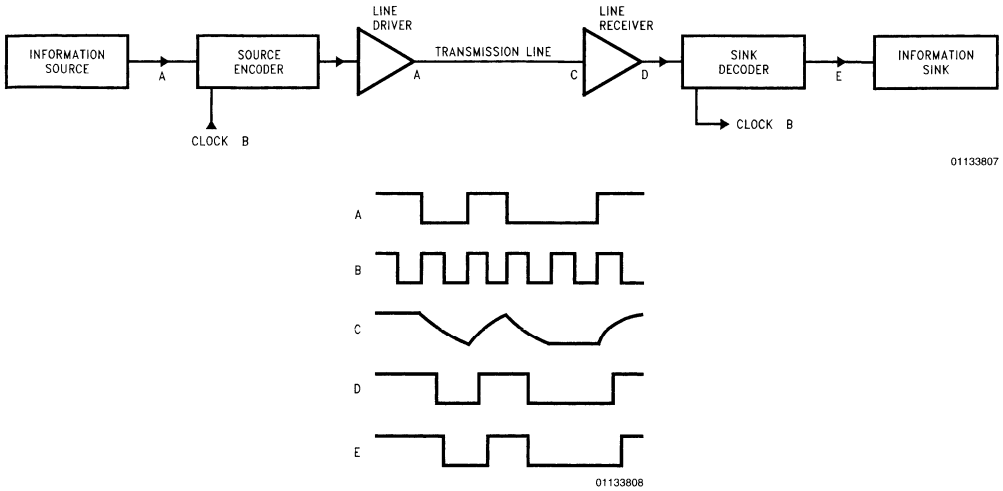 LINE
DRIVER
LINE
RECEIVER
INFORMATION
SOURCE
A
SOURCE
ENCODER
A
TRANSMISSION LINE
C
D
SINK
DECODER
E
INFORMATION
SINK
CLOCK B
CLOCK B
01133807
A
B
C
D
E
01133808